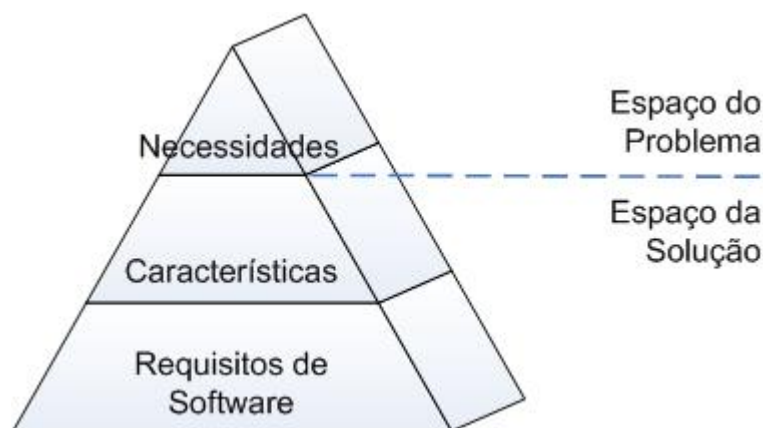 Necessidades
Espaço do
Problema
Espaço da
Solução
Características
Requisitos de
Software